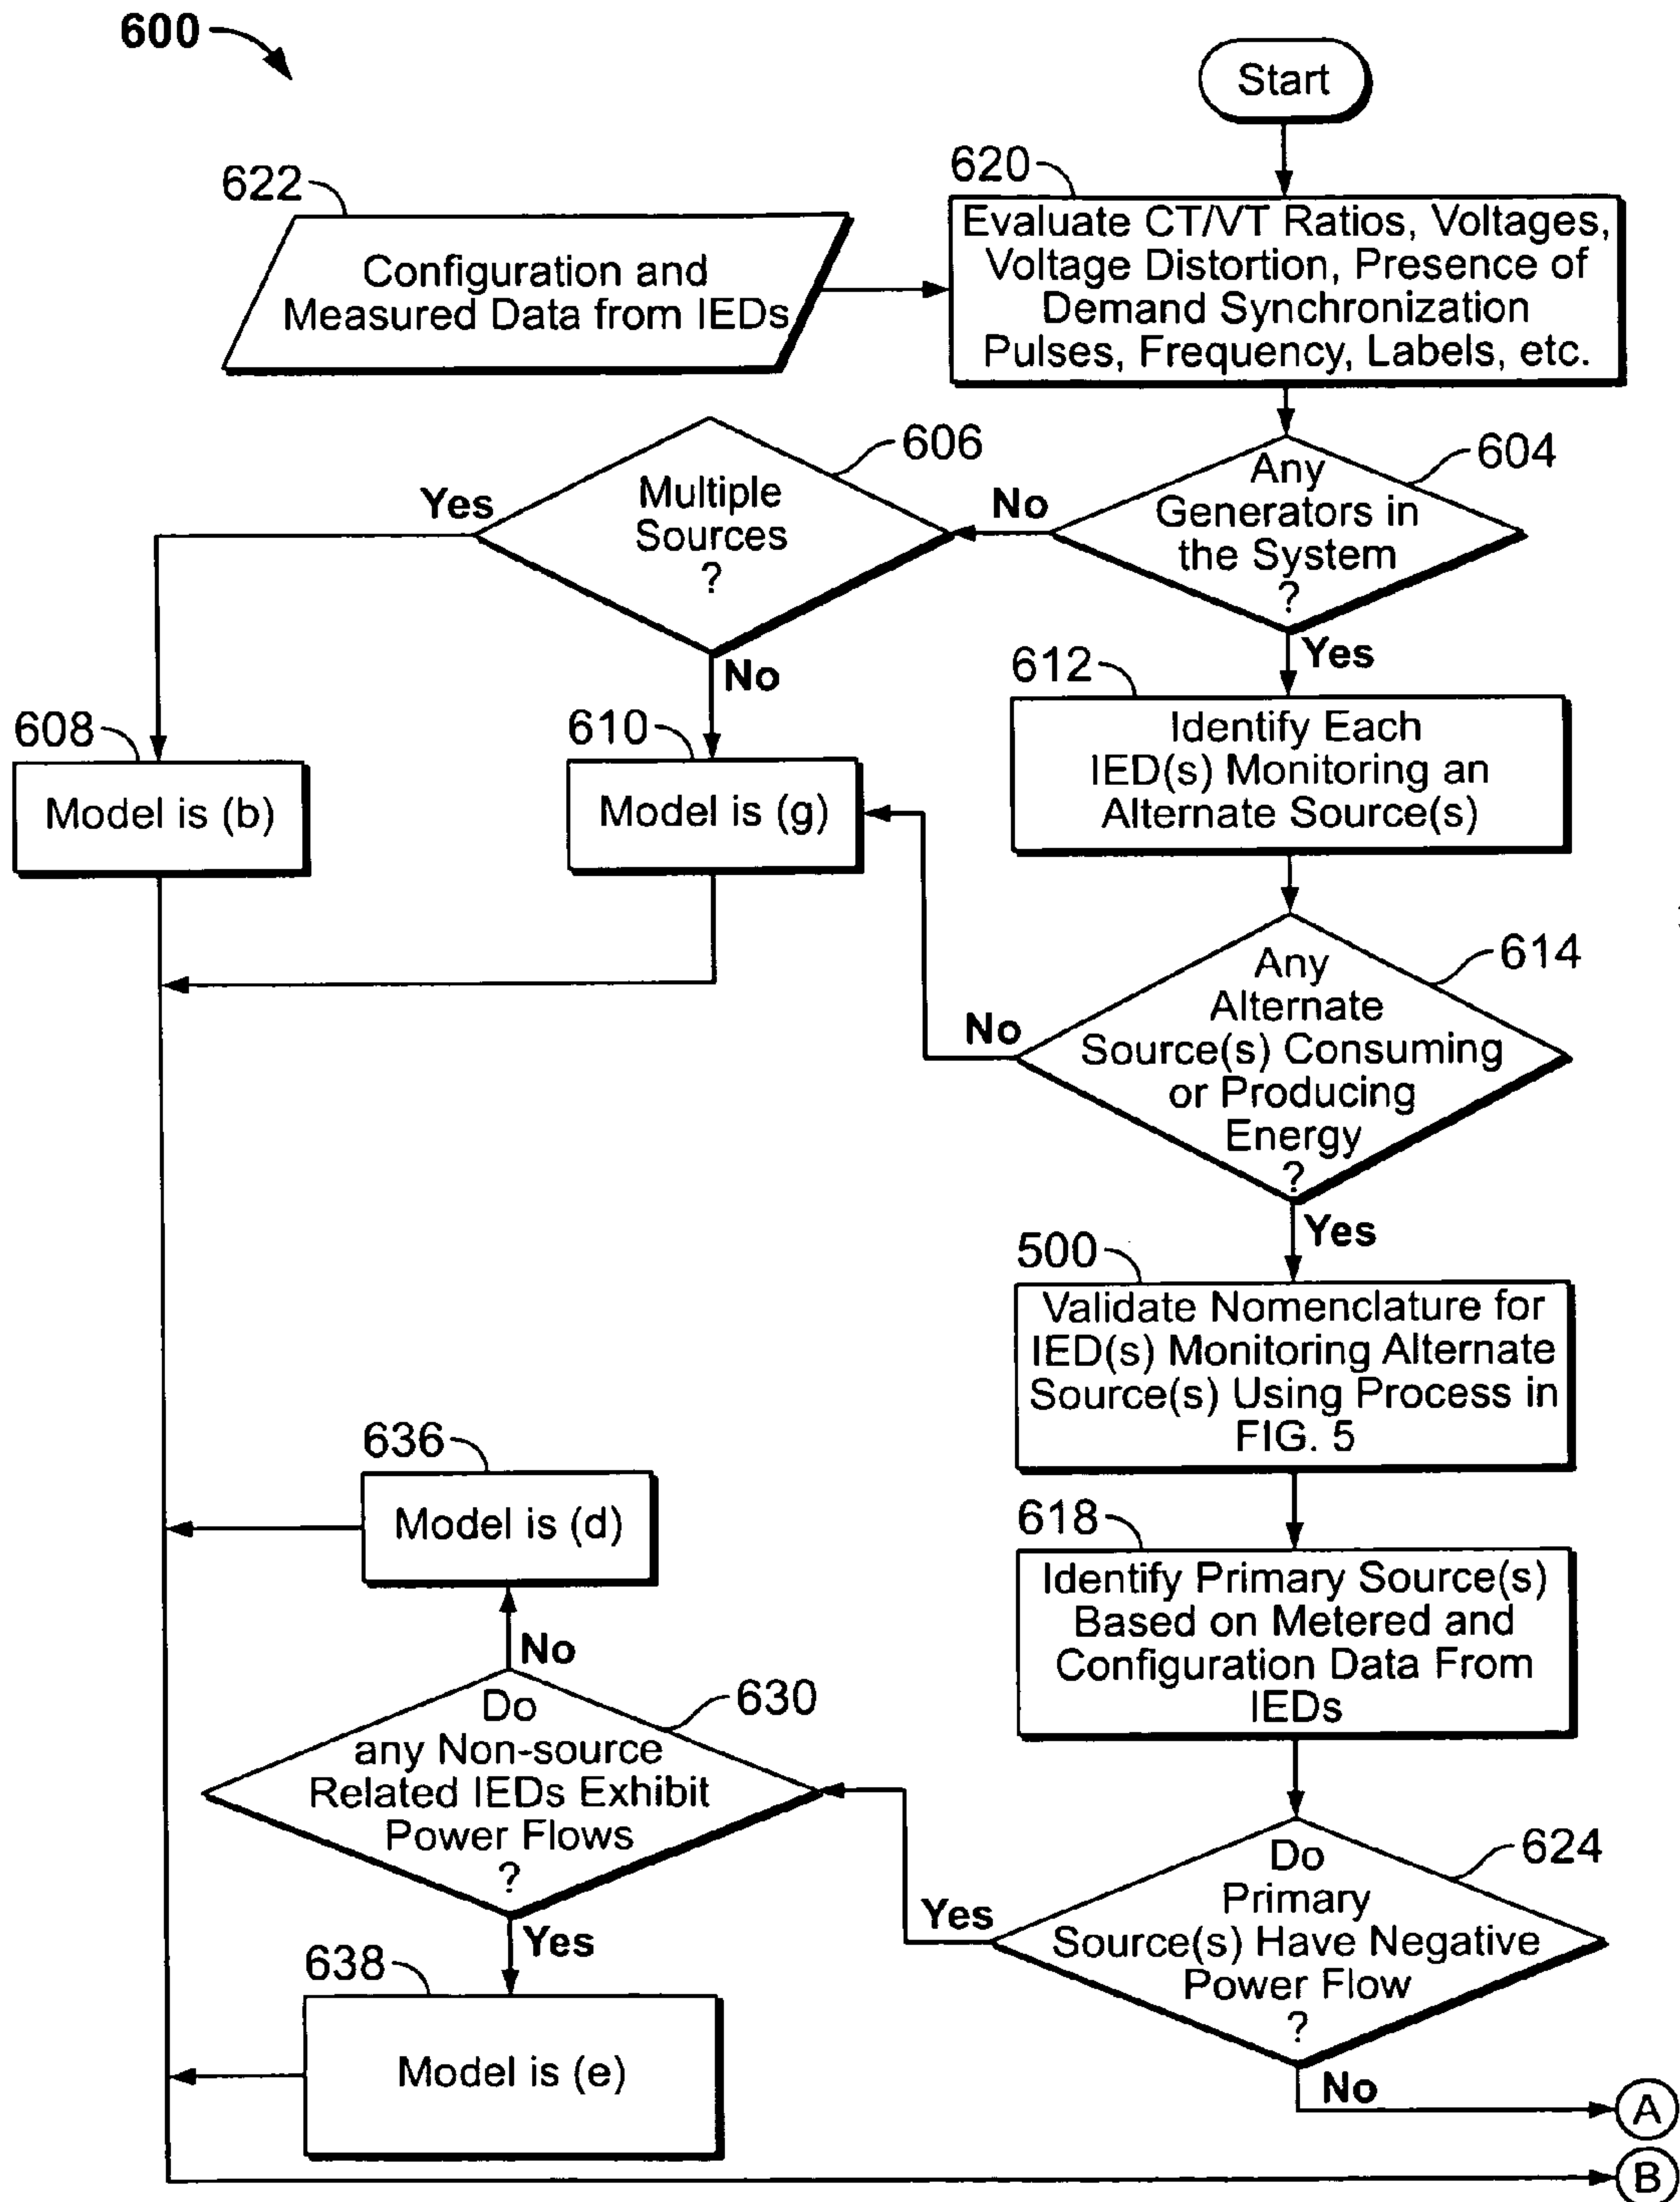 600
Start
622
620
Configuration and
Measured Data from IEDs
Evaluate CT/VT Ratios, Voltages,
Voltage Distortion, Presence of
Demand Synchronization
Pulses, Frequency, Labels, etc.
606
604
Multiple
Sources
?
Yes
No
No
Any
Generators in
the System
?
Yes
608
Model is (b)
610
Model is (g)
612
Identify Each
IED(s) Monitoring an
Alternate Source(s)
614
Any
Alternate
Source(s) Consuming
or Producing
Energy
?
No
Yes
500
Validate Nomenclature for
IED(s) Monitoring Alternate
Source(s) Using Process in
FIG. 5
636
Model is (d)
618
Identify Primary Source(s)
Based on Metered and
Configuration Data From
IEDs
No
630
Do
any Non-source
Related IEDs Exhibit
Power Flows
?
Yes
624
Do
Primary
Source(s) Have Negative
Power Flow
?
Yes
No
638
Model is (e)
A
B